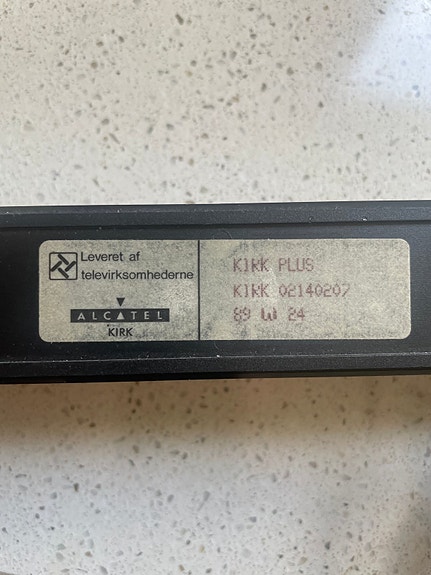 Leveret af
televirksomhederne
ALCATEL
KIRK
KIRK PLUS
KIRK 02140207
89 W 24